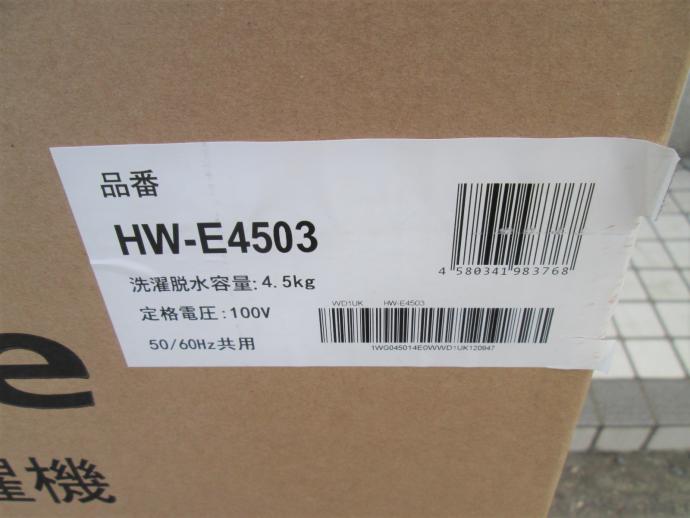 品番
HW-E4503
洗濯脱水容量:4.5kg
定格電圧:100V
50/60Hz共用
4 580341 983768
WD1UK HW-E4503
1WG045014E0WWD1UK120947
e
濯機